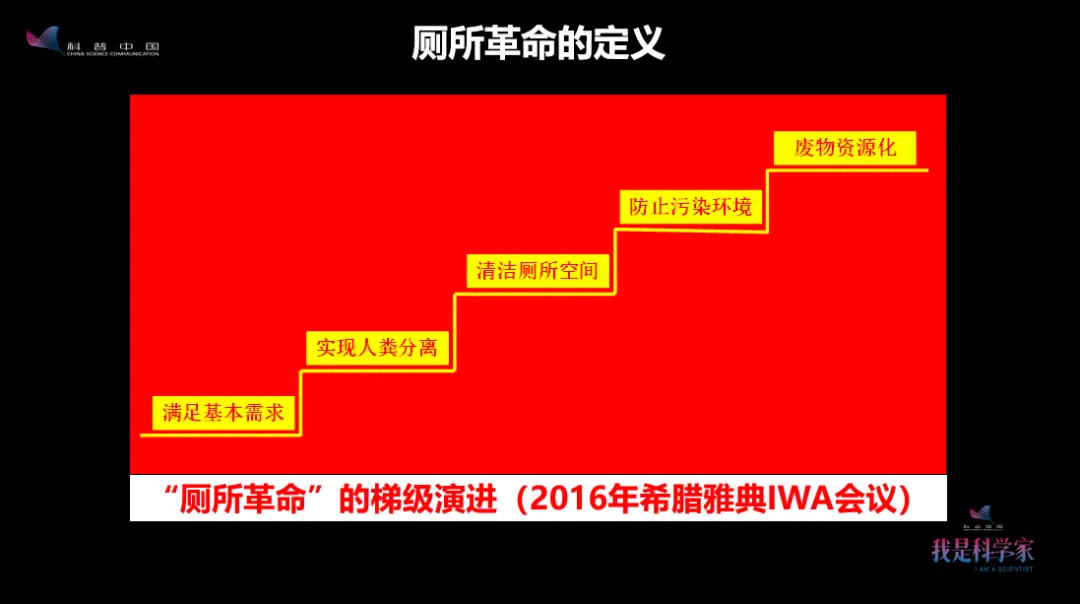 科普中国
CHINA SCIENCE COMMUNICATION
厕所革命的定义
废物资源化
防止污染环境
清洁厕所空间
实现人粪分离
满足基本需求
“厕所革命”的梯级演进（2016年希腊雅典IWA会议）
科普中国
我是科学家
I AM A SCIENTIST